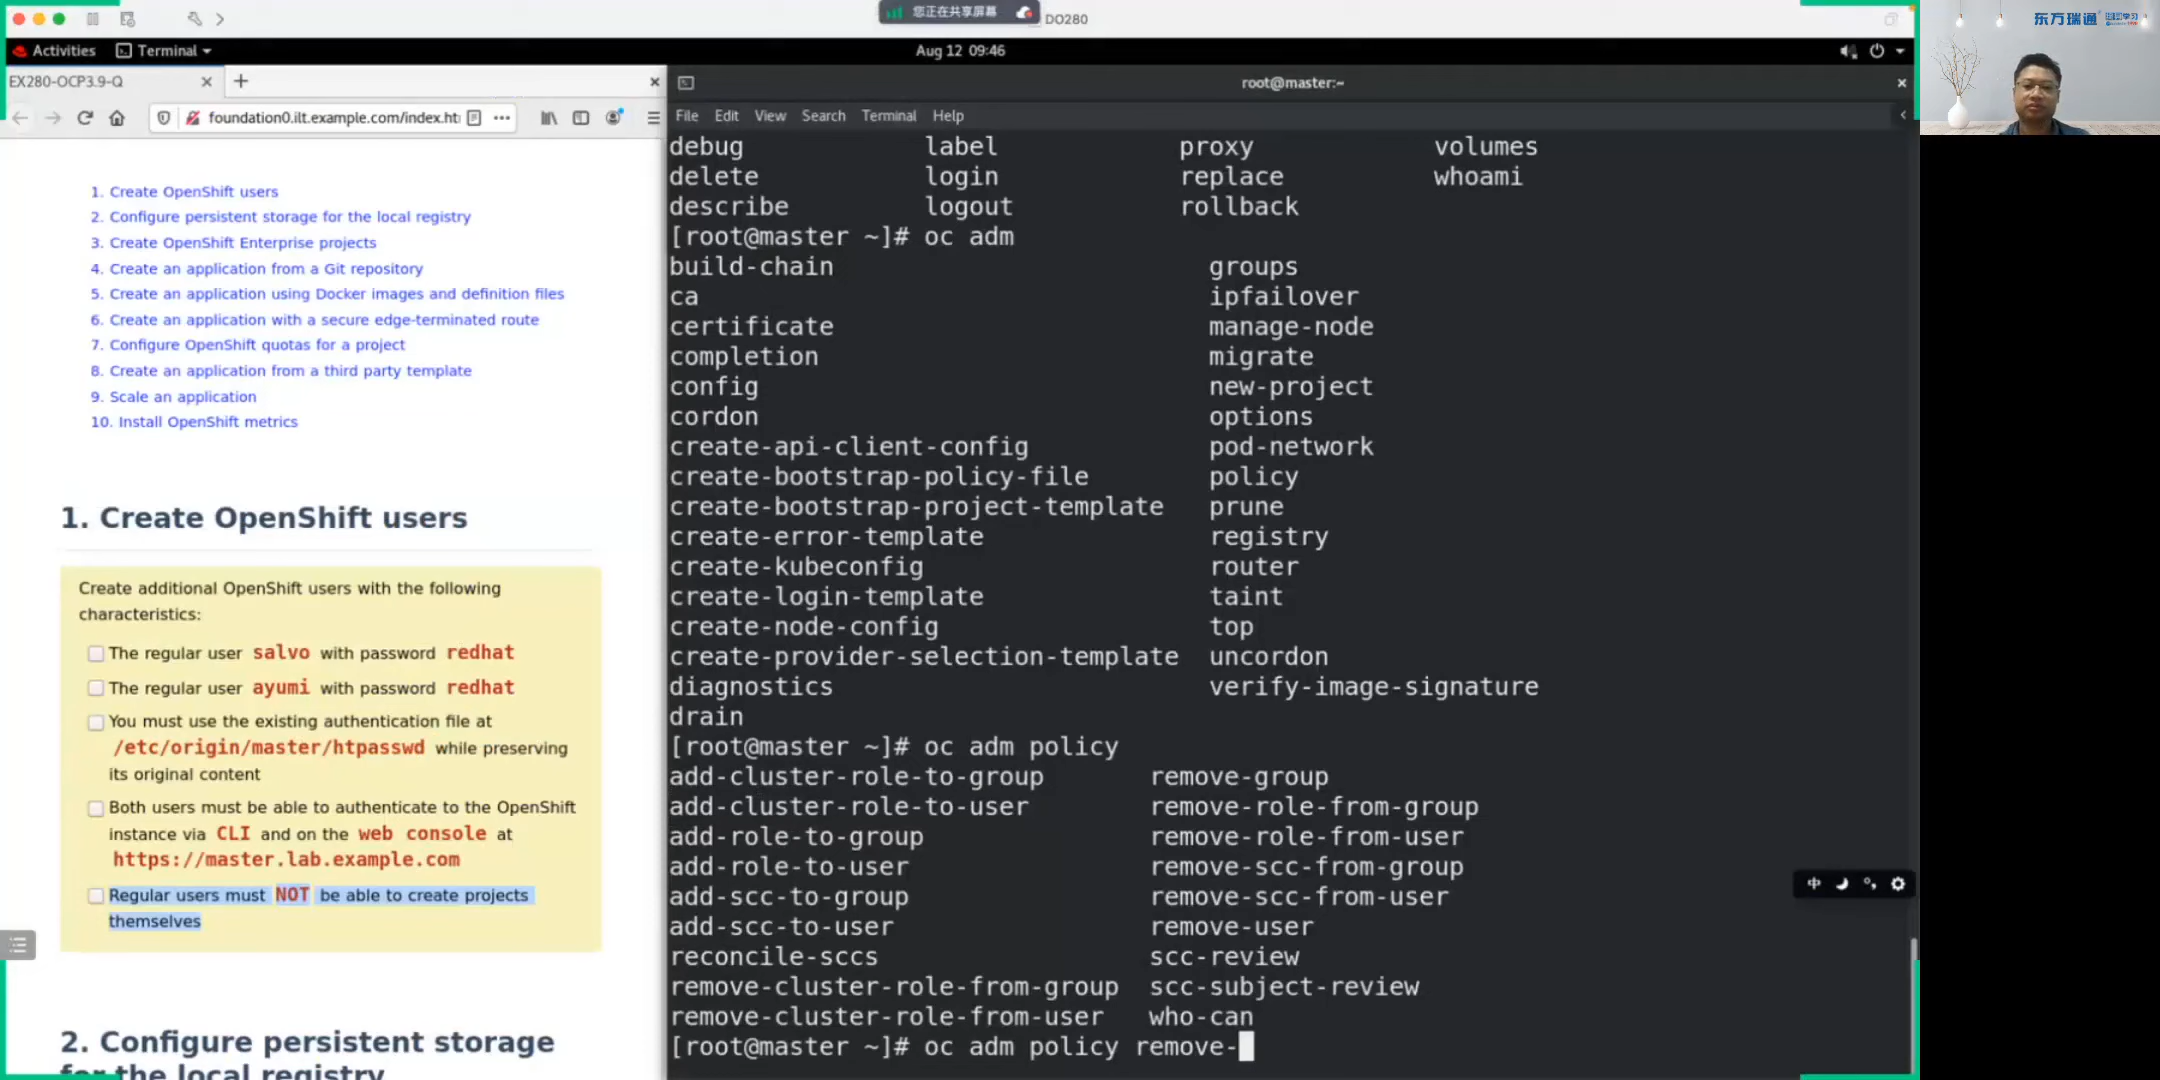 您正在共享屏幕
DO280
东方瑞通
Activities
Terminal
Aug 12 09:46
EX280-OCP3.9-Q
root@master:~
foundation0.ilt.example.com/index.ht
File Edit View Search Terminal Help
1. Create OpenShift users
2. Configure persistent storage for the local registry
3. Create OpenShift Enterprise projects
4. Create an application from a Git repository
5. Create an application using Docker images and definition files
6. Create an application with a secure edge-terminated route
7. Configure OpenShift quotas for a project
8. Create an application from a third party template
9. Scale an application
10. Install OpenShift metrics
1. Create OpenShift users
Create additional OpenShift users with the following
characteristics:
The regular user salvo with password redhat
The regular user ayumi with password redhat
You must use the existing authentication file at
/etc/origin/master/htpasswd while preserving
its original content
Both users must be able to authenticate to the OpenShift
instance via CLI and on the web console at
https://master.lab.example.com
Regular users must NOT be able to create projects
themselves
2. Configure persistent storage
for the local registry
debug label proxy volumes
delete login replace whoami
describe logout rollback
[root@master ~]# oc adm
build-chain groups
ca ipfailover
certificate manage-node
completion migrate
config new-project
cordon options
create-api-client-config pod-network
create-bootstrap-policy-file policy
create-bootstrap-project-template prune
create-error-template registry
create-kubeconfig router
create-login-template taint
create-node-config top
create-provider-selection-template uncordon
diagnostics verify-image-signature
drain
[root@master ~]# oc adm policy
add-cluster-role-to-group remove-group
add-cluster-role-to-user remove-role-from-group
add-role-to-group remove-role-from-user
add-role-to-user remove-scc-from-group
add-scc-to-group remove-scc-from-user
add-scc-to-user remove-user
reconcile-sccs scc-review
remove-cluster-role-from-group scc-subject-review
remove-cluster-role-from-user who-can
[root@master ~]# oc adm policy remove-
中